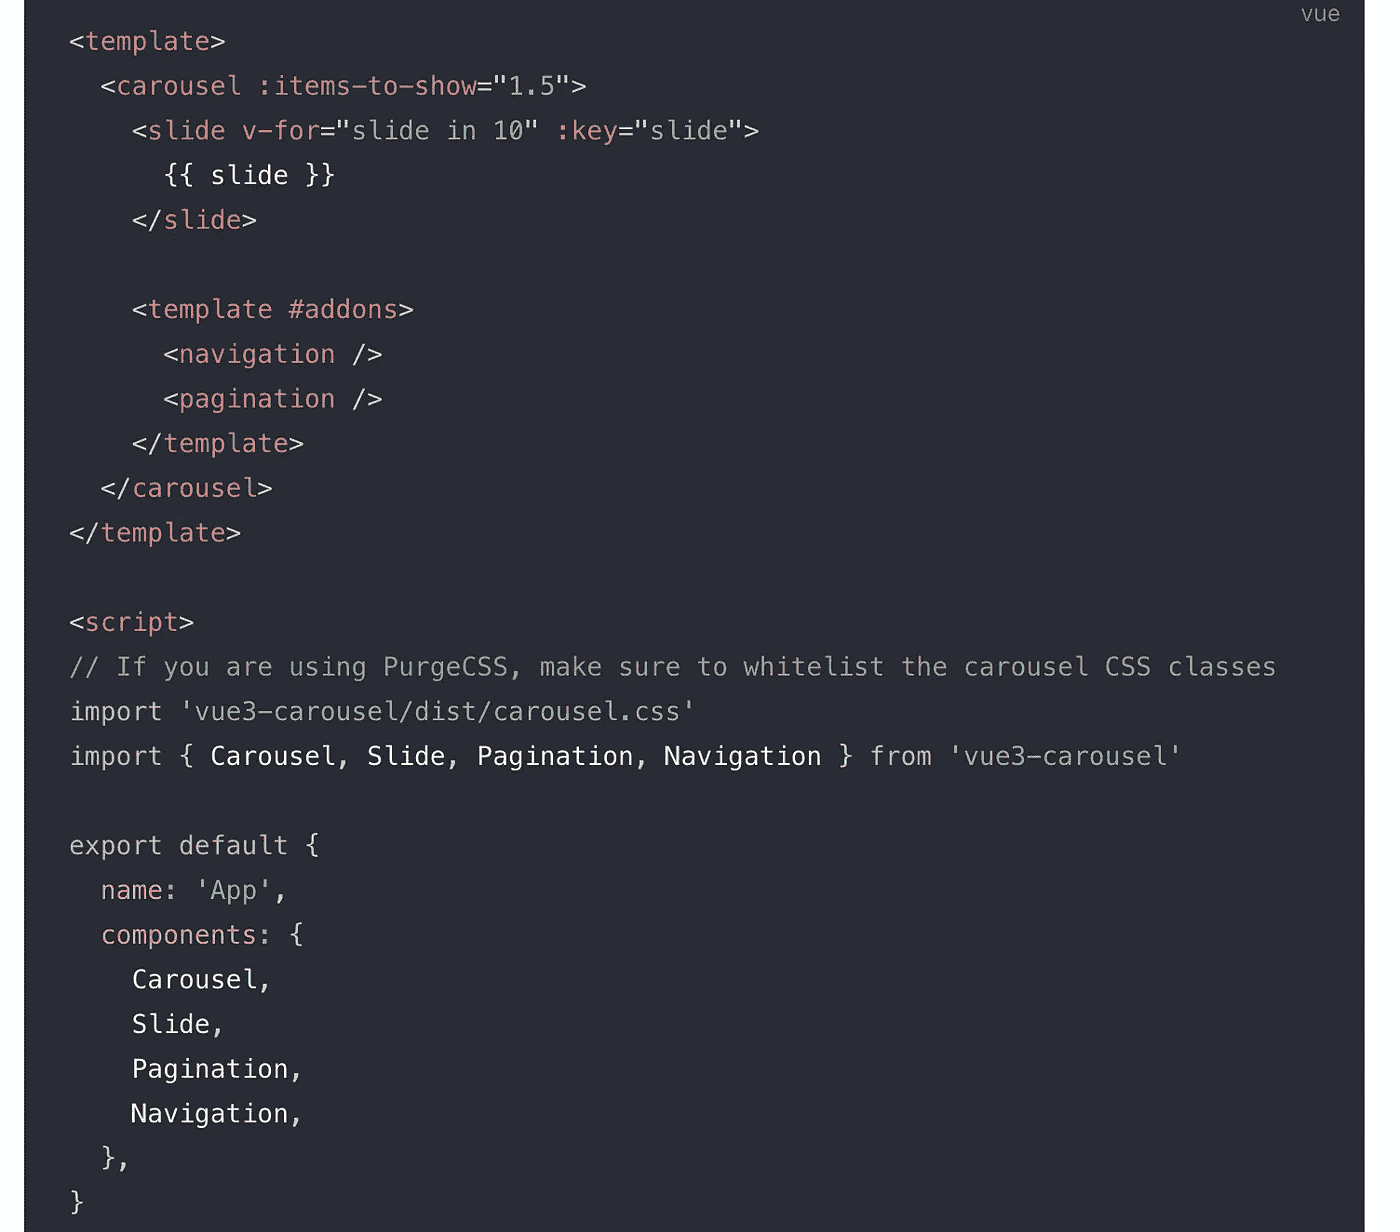 vue
<template>
  <carousel :items-to-show="1.5">
    <slide v-for="slide in 10" :key="slide">
      {{ slide }}
    </slide>

    <template #addons>
      <navigation />
      <pagination />
    </template>
  </carousel>
</template>

<script>
// If you are using PurgeCSS, make sure to whitelist the carousel CSS classes
import 'vue3-carousel/dist/carousel.css'
import { Carousel, Slide, Pagination, Navigation } from 'vue3-carousel'

export default {
  name: 'App',
  components: {
    Carousel,
    Slide,
    Pagination,
    Navigation,
  },
}